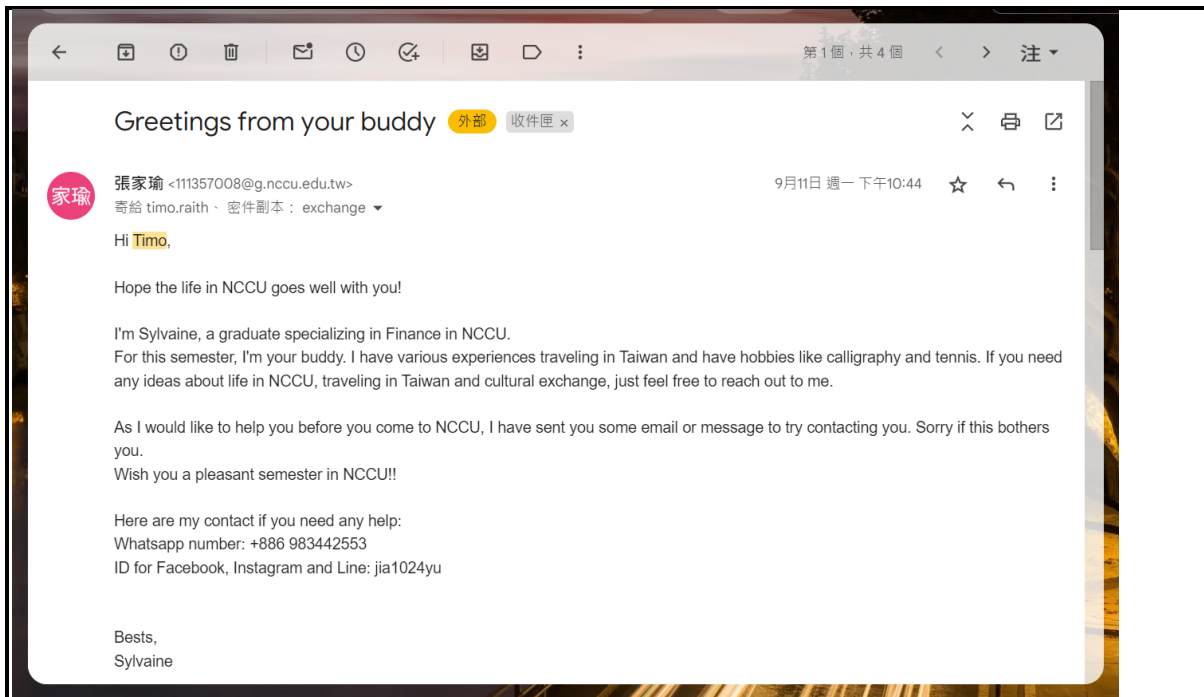 第 1 個，共 4 個
注
Greetings from your buddy 外部 收件匣 ×
家瑜
張家瑜 <111357008@g.nccu.edu.tw>
9月11日 週一 下午10:44
寄給 timo.raith、密件副本： exchange
Hi Timo,
Hope the life in NCCU goes well with you!
I'm Sylvaine, a graduate specializing in Finance in NCCU.
For this semester, I'm your buddy. I have various experiences traveling in Taiwan and have hobbies like calligraphy and tennis. If you need
any ideas about life in NCCU, traveling in Taiwan and cultural exchange, just feel free to reach out to me.
As I would like to help you before you come to NCCU, I have sent you some email or message to try contacting you. Sorry if this bothers
you.
Wish you a pleasant semester in NCCU!!
Here are my contact if you need any help:
Whatsapp number: +886 983442553
ID for Facebook, Instagram and Line: jia1024yu
Bests,
Sylvaine